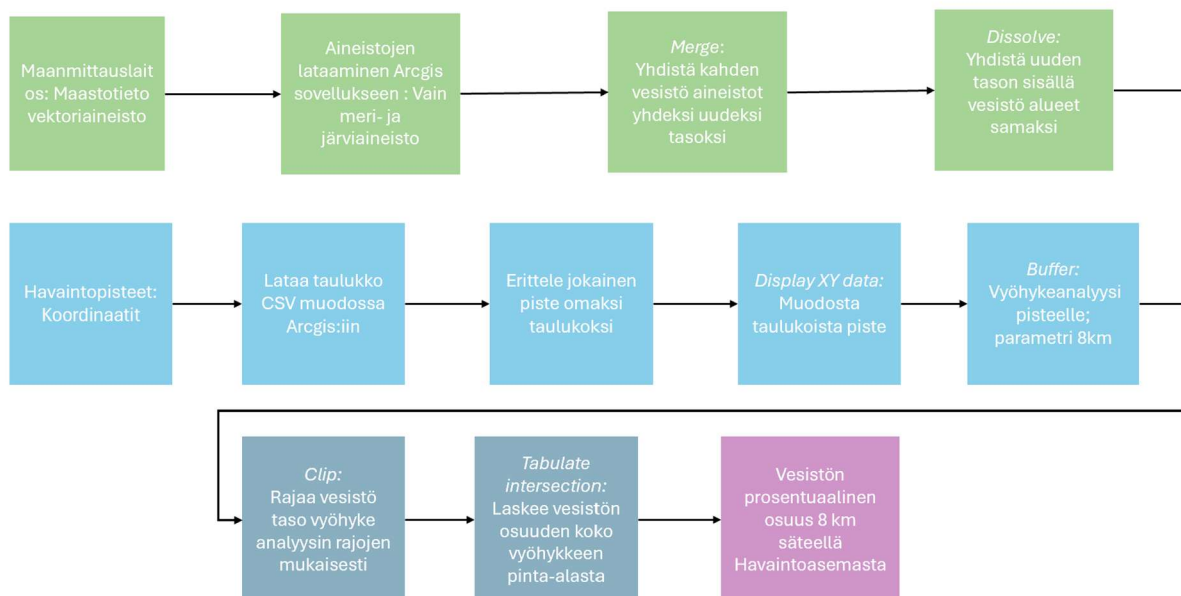 Maanmittauslait
os: Maastotieto
vektoriaineisto
Aineistojen
lataaminen Arcgis
sovellukseen : Vain
meri- ja
järviaineisto
Merge:
Yhdistä kahden
vesistö aineistot
yhdeksi uudeksi
tasoksi
Dissolve:
Yhdistä uuden
tason sisällä
vesistö alueet
samaksi
Havaintopisteet:
Koordinaatit
Lataa taulukko
CSV muodossa
Arcgis:iin
Erittele jokainen
piste omaksi
taulukoksi
Display XY data:
Muodosta
taulukoista piste
Buffer:
Vyöhykeanalyysi
pisteelle;
parametri 8km
Clip:
Rajaa vesistö
taso vyöhyke
analyysin rajojen
mukaisesti
Tabulate
intersection:
Laskee vesistön
osuuden koko
vyöhykkeen
pinta-alasta
Vesistön
prosentuaalinen
osuus 8 km
säteellä
Havaintoasemasta